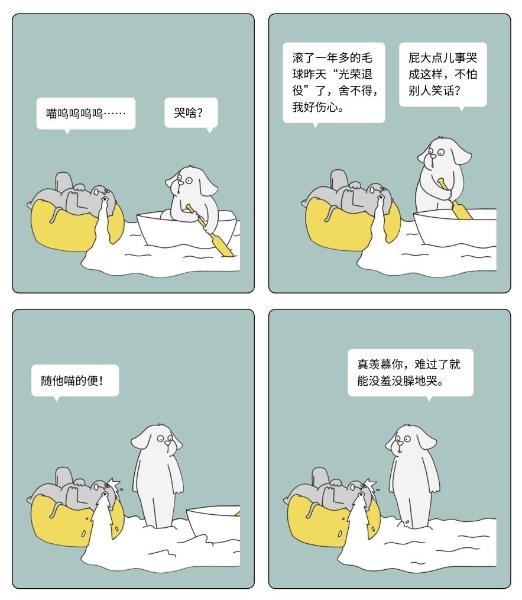 喵呜呜呜呜……
哭啥？
滚了一年多的毛
球昨天“光荣退
役”了，舍不得，
我好伤心。
屁大点儿事哭
成这样，不怕
别人笑话？
随他喵的便！
真羡慕你，难过了就
能没羞没臊地哭。